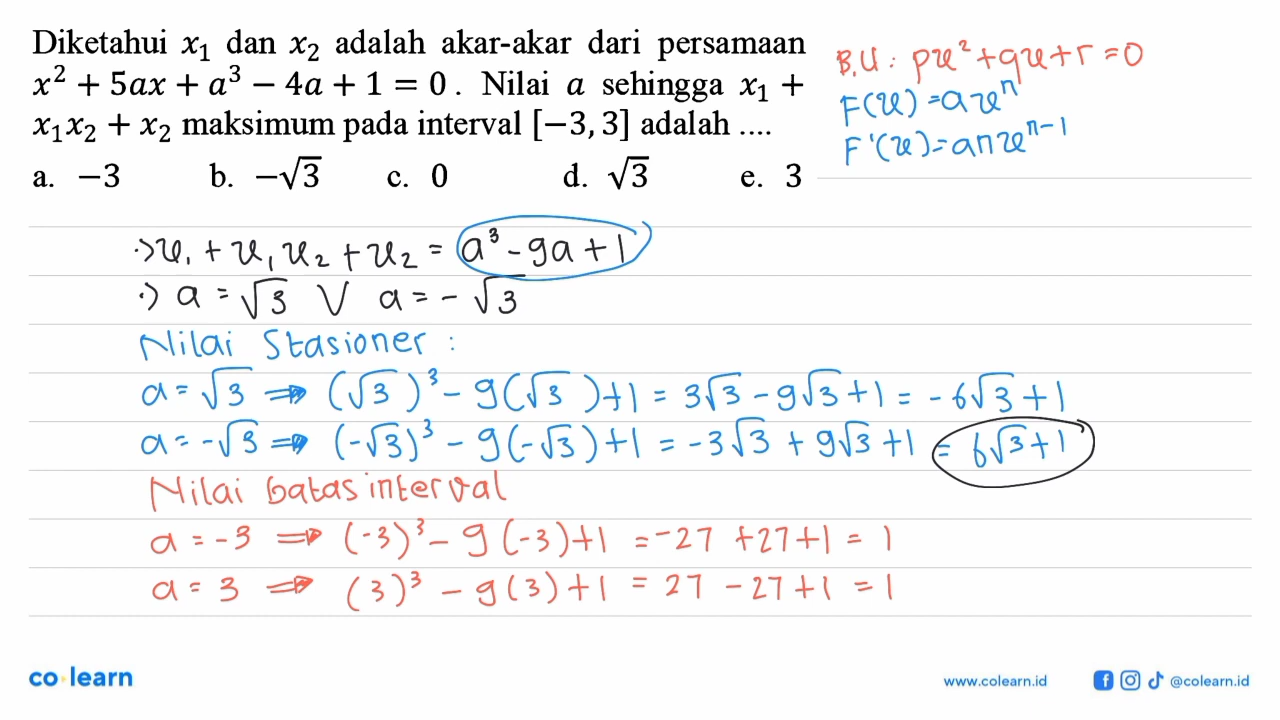 Diketahui x₁ dan x₂ adalah akar-akar dari persamaan
x² + 5ax + a³ − 4a + 1 = 0 . Nilai a sehingga x₁ +
x₁x₂ + x₂ maksimum pada interval [−3, 3] adalah ....
a. −3 b. −√3 c. 0 d. √3 e. 3
B.U : px² + qx + r = 0
F(x) = axⁿ
F'(x) = anxⁿ⁻¹
∴) x₁ + x₁x₂ + x₂ = a³ − 9a + 1
∴) a = √3 ∨ a = −√3
Nilai Stasioner :
a = √3 ⇒ (√3)³ − 9(√3) + 1 = 3√3 − 9√3 + 1 = −6√3 + 1
a = −√3 ⇒ (−√3)³ − 9(−√3) + 1 = −3√3 + 9√3 + 1 = 6√3 + 1
Nilai batas interval
a = −3 ⇒ (−3)³ − 9(−3) + 1 = −27 + 27 + 1 = 1
a = 3 ⇒ (3)³ − 9(3) + 1 = 27 − 27 + 1 = 1
co learn
www.colearn.id
@colearn.id